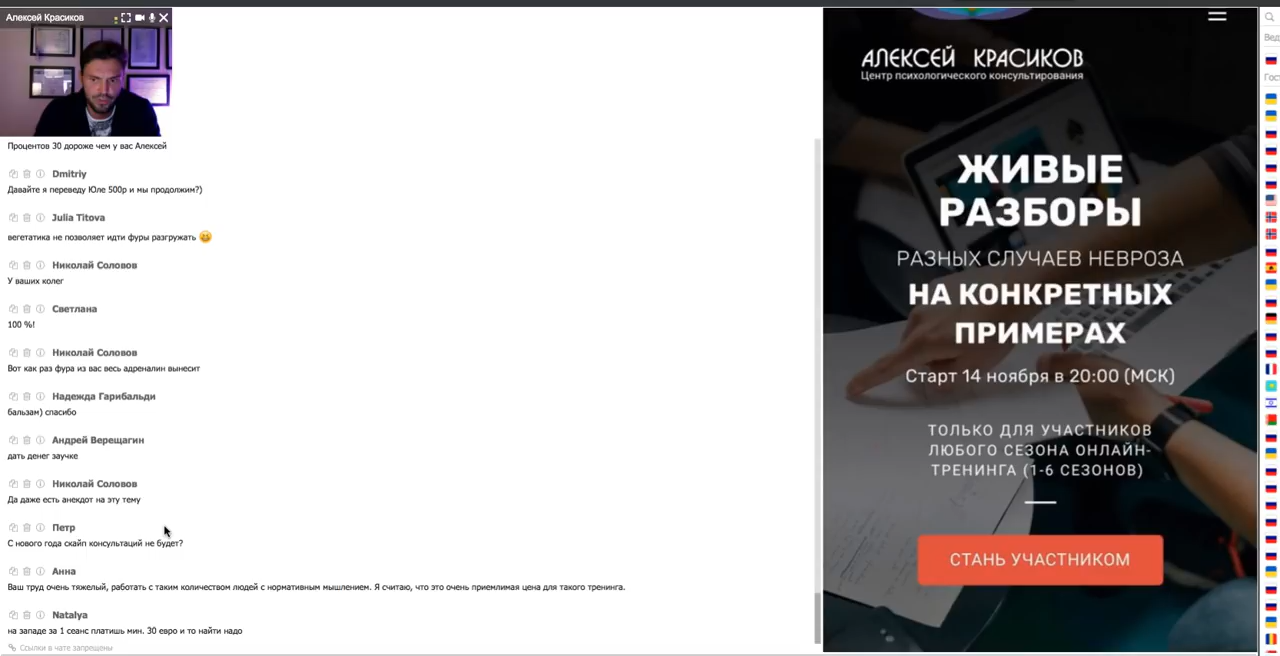 Алексей Красиков
Процентов 30 дороже чем у вас Алексей
Dmitriy
Давайте я переведу Юле 500р и мы продолжим?)
Julia Titova
вегетатика не позволяет идти фуры разгружать
Николай Соловов
У ваших колег
Светлана
100 %!
Николай Соловов
Вот как раз фура из вас весь адреналин вынесит
Надежда Гарибальди
бальзам) спасибо
Андрей Верещагин
дать денег заучке
Николай Соловов
Да даже есть анекдот на эту тему
Петр
С нового года скайп консультаций не будет?
Анна
Ваш труд очень тяжелый, работать с таким количеством людей с нормативным мышлением. Я считаю, что это очень приемлимая цена для такого тренинга.
Natalya
на западе за 1 сеанс платишь мин. 30 евро и то найти надо
Ссылки в чате запрещены
АЛЕКСЕЙ КРАСИКОВ
Центр психологического консультирования
ЖИВЫЕ
РАЗБОРЫ
РАЗНЫХ СЛУЧАЕВ НЕВРОЗА
НА КОНКРЕТНЫХ
ПРИМЕРАХ
Старт 14 ноября в 20:00 (МСК)
ТОЛЬКО ДЛЯ УЧАСТНИКОВ
ЛЮБОГО СЕЗОНА ОНЛАЙН-
ТРЕНИНГА (1-6 СЕЗОНОВ)
СТАНЬ УЧАСТНИКОМ
Вед
Гос